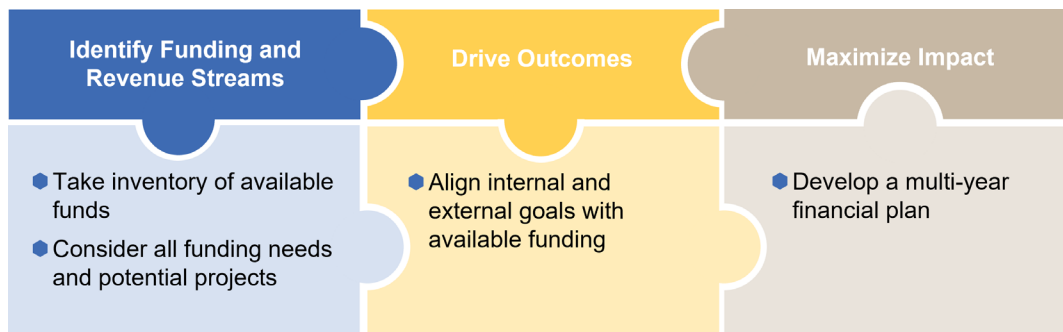 Identify Funding and
Revenue Streams
Drive Outcomes
Maximize Impact
Take inventory of available
funds
Consider all funding needs
and potential projects
Align internal and
external goals with
available funding
Develop a multi-year
financial plan